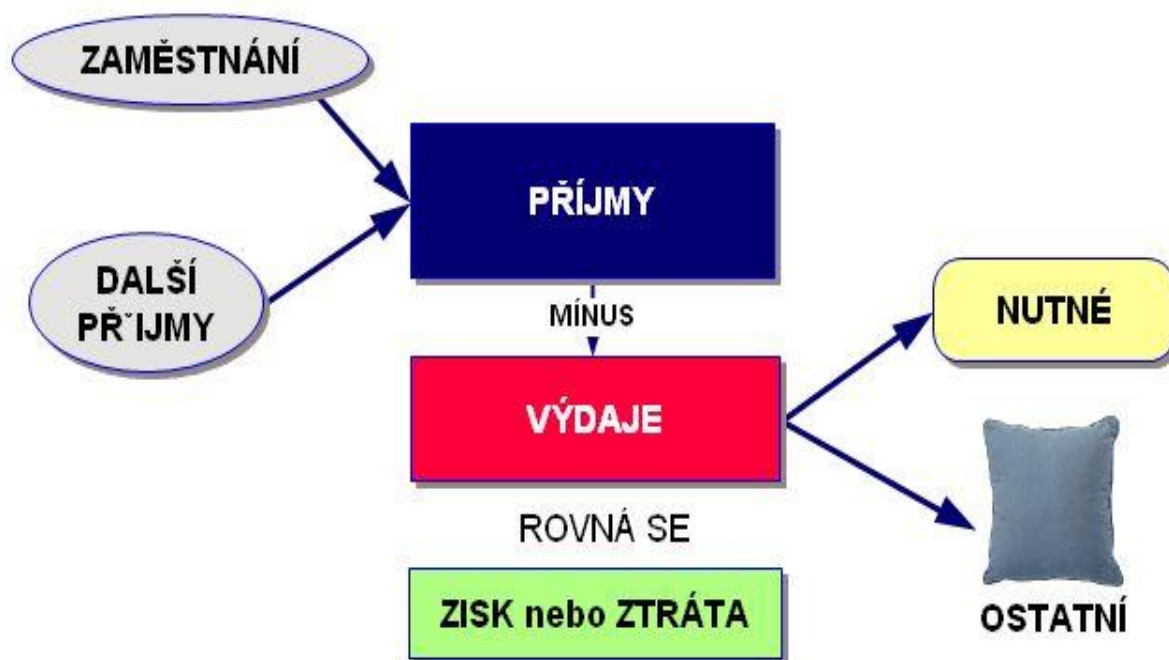 ZAMĚSTNÁNÍ
PŘÍJMY
DALŠÍ
PŘˇIJMY
MÍNUS
NUTNÉ
VÝDAJE
ROVNÁ SE
ZISK nebo ZTRÁTA
OSTATNÍ